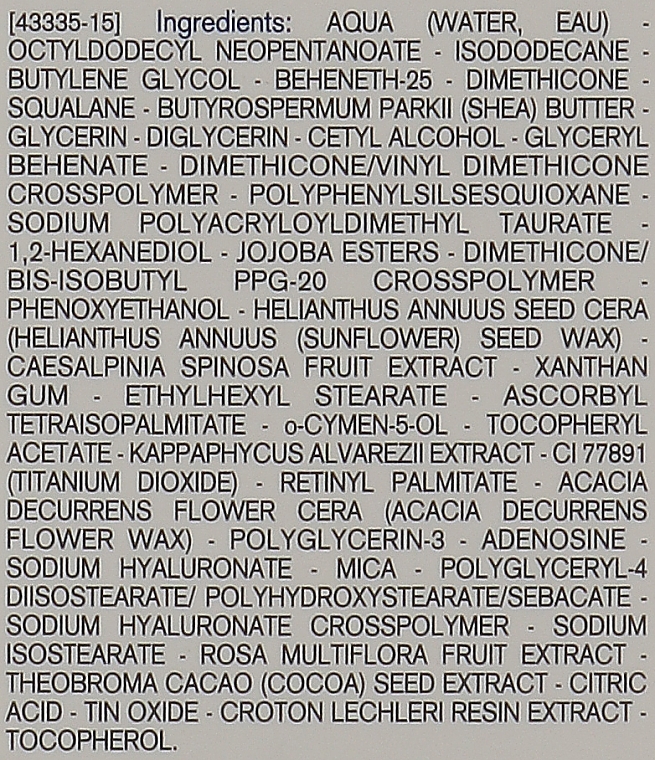 [43335-15] Ingredients: AQUA (WATER, EAU) -
OCTYLDODECYL NEOPENTANOATE - ISODODECANE -
BUTYLENE GLYCOL - BEHENETH-25 - DIMETHICONE -
SQUALANE - BUTYROSPERMUM PARKII (SHEA) BUTTER -
GLYCERIN - DIGLYCERIN - CETYL ALCOHOL - GLYCERYL
BEHENATE - DIMETHICONE/VINYL DIMETHICONE
CROSSPOLYMER - POLYPHENYLSILSESQUIOXANE -
SODIUM POLYACRYLOYLDIMETHYL TAURATE -
1,2-HEXANEDIOL - JOJOBA ESTERS - DIMETHICONE/
BIS-ISOBUTYL PPG-20 CROSSPOLYMER -
PHENOXYETHANOL - HELIANTHUS ANNUUS SEED CERA
(HELIANTHUS ANNUUS (SUNFLOWER) SEED WAX) -
CAESALPINIA SPINOSA FRUIT EXTRACT - XANTHAN
GUM - ETHYLHEXYL STEARATE - ASCORBYL
TETRAISOPALMITATE - o-CYMEN-5-OL - TOCOPHERYL
ACETATE - KAPPAPHYCUS ALVAREZII EXTRACT - CI 77891
(TITANIUM DIOXIDE) - RETINYL PALMITATE - ACACIA
DECURRENS FLOWER CERA (ACACIA DECURRENS
FLOWER WAX) - POLYGLYCERIN-3 - ADENOSINE -
SODIUM HYALURONATE - MICA - POLYGLYCERYL-4
DIISOSTEARATE/ POLYHYDROXYSTEARATE/SEBACATE -
SODIUM HYALURONATE CROSSPOLYMER - SODIUM
ISOSTEARATE - ROSA MULTIFLORA FRUIT EXTRACT -
THEOBROMA CACAO (COCOA) SEED EXTRACT - CITRIC
ACID - TIN OXIDE - CROTON LECHLERI RESIN EXTRACT -
TOCOPHEROL.